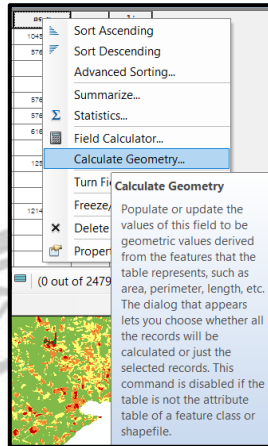 Sort Ascending
Sort Descending
Advanced Sorting...
Summarize...
Σ Statistics...
Field Calculator...
Calculate Geometry...
Turn Fi
Freeze/
Delete
Proper
Calculate Geometry
Populate or update the
values of this field to be
geometric values derived
from the features that the
table represents, such as
area, perimeter, length, etc.
The dialog that appears
lets you choose whether all
the records will be
calculated or just the
selected records. This
command is disabled if the
table is not the attribute
table of a feature class or
shapefile.
(0 out of 2479